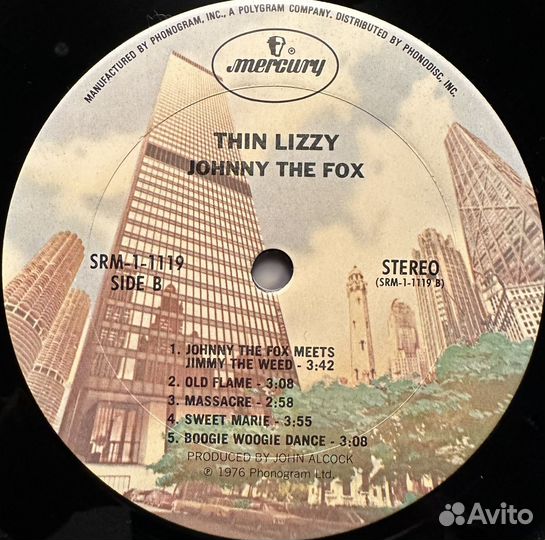 MANUFACTURED BY PHONOGRAM, INC., A POLYGRAM COMPANY. DISTRIBUTED BY PHONODISC, INC.
®
mercury
THIN LIZZY
JOHNNY THE FOX
SRM-1-1119
SIDE B
STEREO
(SRM-1-1119 B)
1. JOHNNY THE FOX MEETS
JIMMY THE WEED - 3:42
2. OLD FLAME - 3:08
3. MASSACRE - 2:58
4. SWEET MARIE - 3:55
5. BOOGIE WOOGIE DANCE - 3:08
PRODUCED BY JOHN ALCOCK
℗ 1976 Phonogram Ltd.
Avito